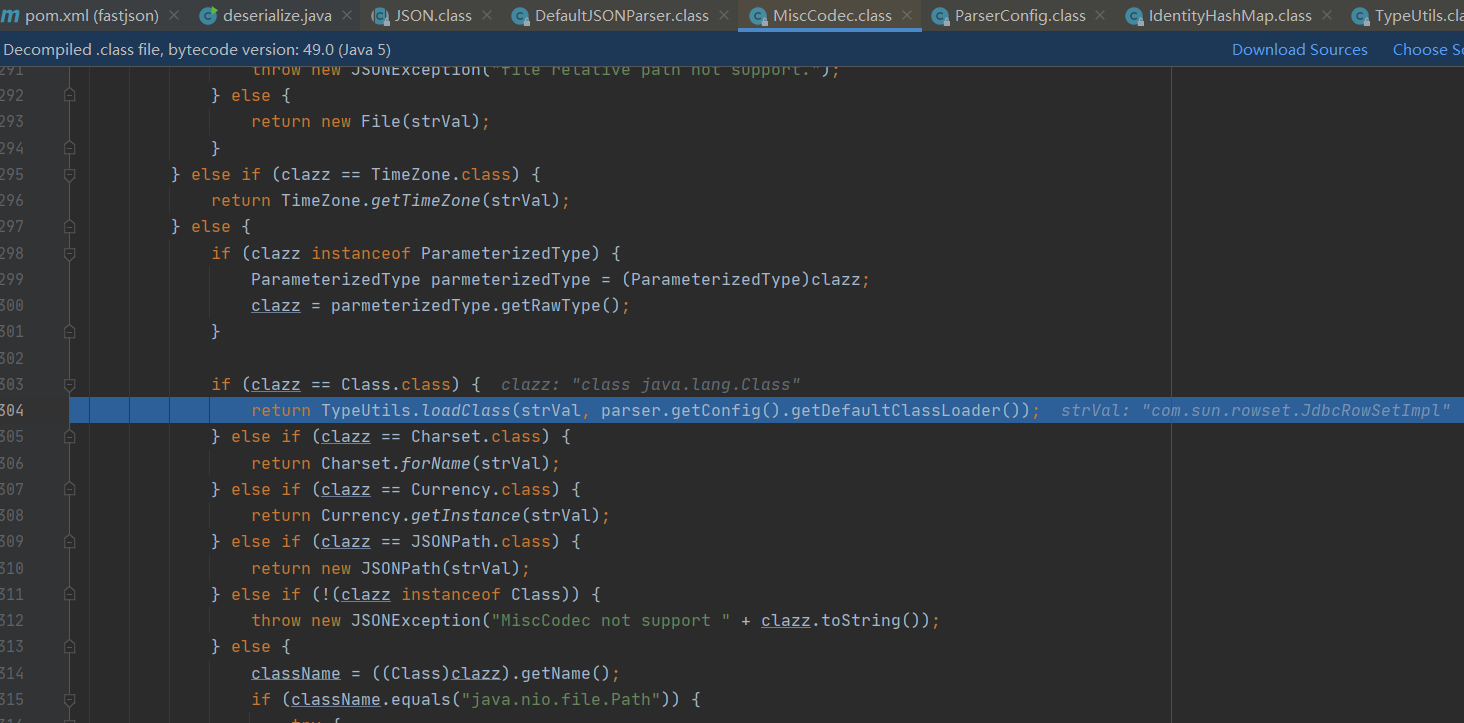 pom.xml (fastjson) deserialize.java JSON.class DefaultJSONParser.class MiscCodec.class ParserConfig.class IdentityHashMap.class TypeUtils.cla
Decompiled .class file, bytecode version: 49.0 (Java 5) Download Sources Choose So
291 throw new JSONException("file relative path not support.");
292 } else {
293 return new File(strVal);
294 }
295 } else if (clazz == TimeZone.class) {
296 return TimeZone.getTimeZone(strVal);
297 } else {
298 if (clazz instanceof ParameterizedType) {
299 ParameterizedType parmeterizedType = (ParameterizedType)clazz;
300 clazz = parmeterizedType.getRawType();
301 }
302
303 if (clazz == Class.class) { clazz: "class java.lang.Class"
304 return TypeUtils.loadClass(strVal, parser.getConfig().getDefaultClassLoader()); strVal: "com.sun.rowset.JdbcRowSetImpl"
305 } else if (clazz == Charset.class) {
306 return Charset.forName(strVal);
307 } else if (clazz == Currency.class) {
308 return Currency.getInstance(strVal);
309 } else if (clazz == JSONPath.class) {
310 return new JSONPath(strVal);
311 } else if (!(clazz instanceof Class)) {
312 throw new JSONException("MiscCodec not support " + clazz.toString());
313 } else {
314 className = ((Class)clazz).getName();
315 if (className.equals("java.nio.file.Path")) {
316 try {